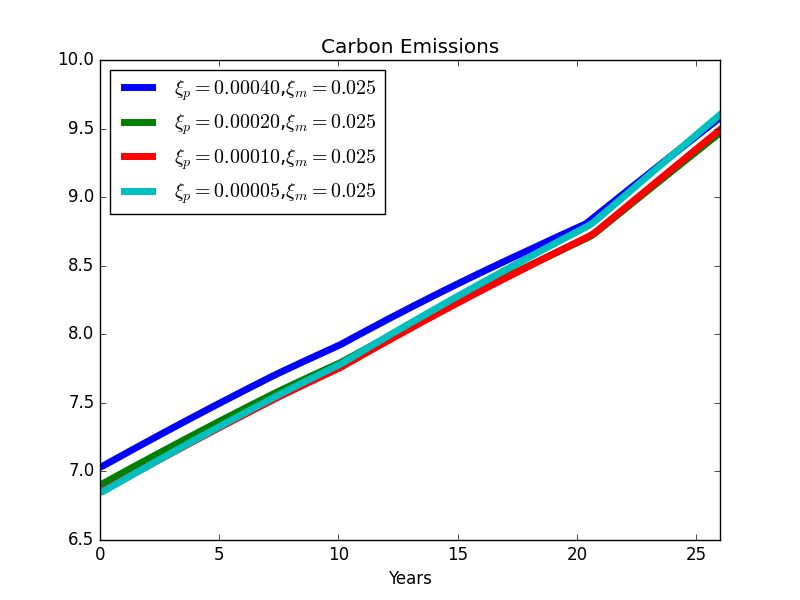 Carbon Emissions
10.0
9.5
9.0
8.5
8.0
7.5
7.0
6.5
ξₚ = 0.00040,ξₘ = 0.025
ξₚ = 0.00020,ξₘ = 0.025
ξₚ = 0.00010,ξₘ = 0.025
ξₚ = 0.00005,ξₘ = 0.025
0 5 10 15 20 25
Years